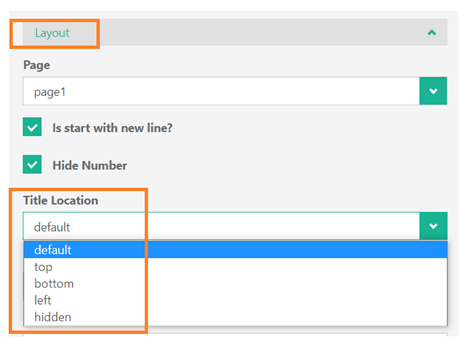 Layout
Page
page1
Is start with new line?
Hide Number
Title Location
default
default
top
bottom
left
hidden